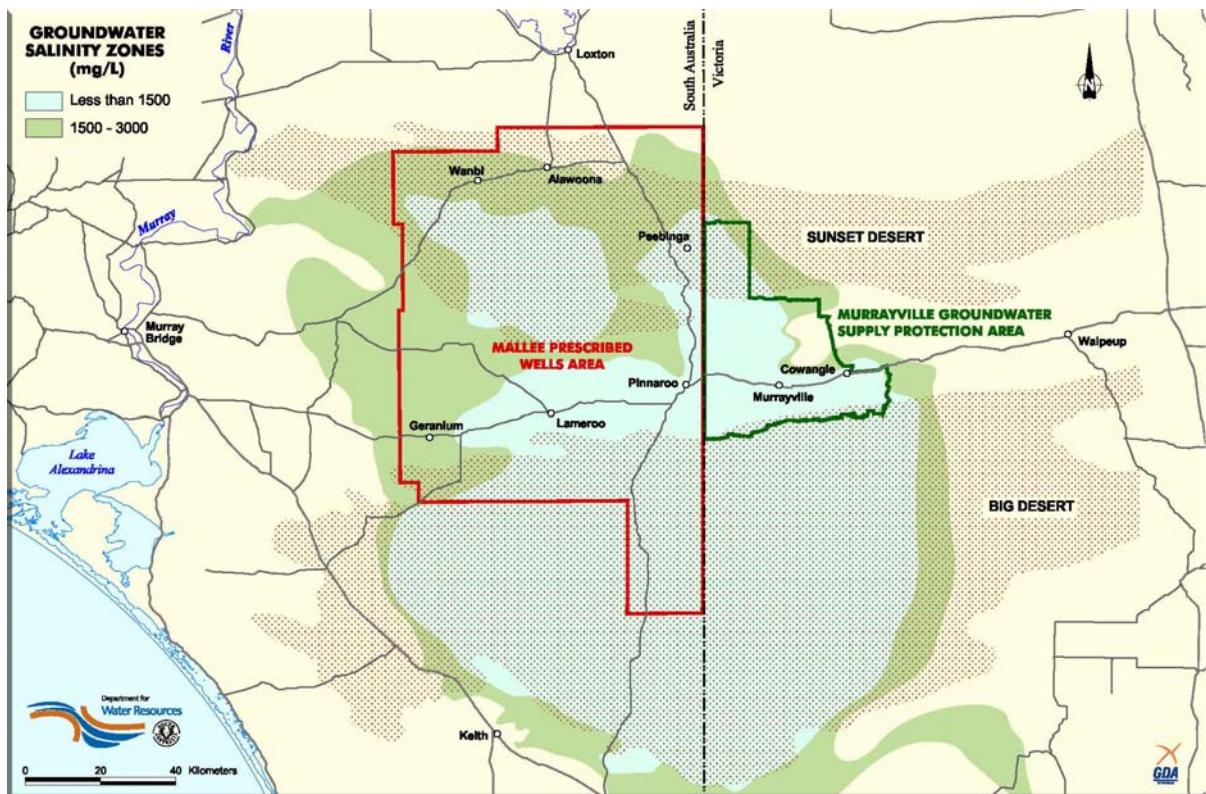 GROUNDWATER
SALINITY ZONES
(mg/L)
Less than 1500
1500 - 3000
River
Murray
Loxton
South Australia
Victoria
N
Wanbi
Alawoona
Peebinga
SUNSET DESERT
MURRAYVILLE GROUNDWATER
SUPPLY PROTECTION AREA
Murray
Bridge
MALLEE PRESCRIBED
WELLS AREA
Walpeup
Cowangie
Pinnaroo
Murrayville
Geranium
Lameroo
Lake
Alexandrina
BIG DESERT
Department for
Water Resources
Keith
0 20 40 Kilometers
GDA